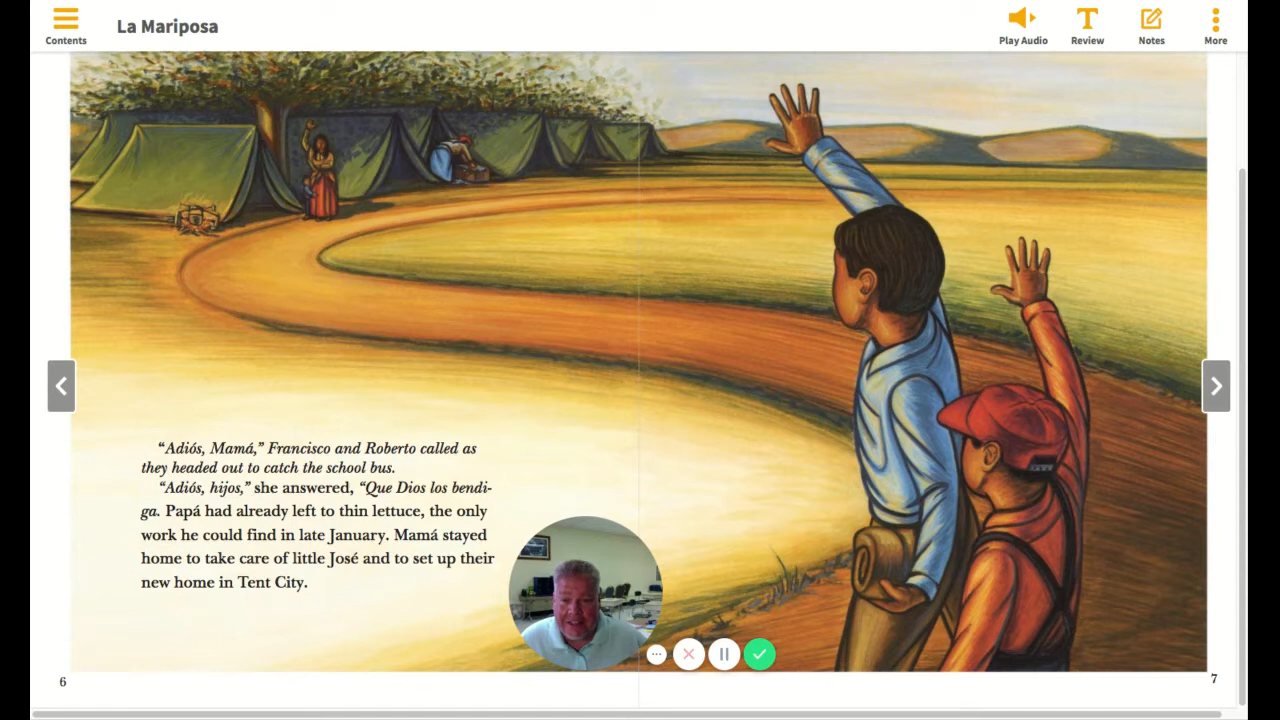 Contents
La Mariposa
Play Audio
Review
Notes
More
“Adiós, Mamá,” Francisco and Roberto called as
they headed out to catch the school bus.
“Adiós, hijos,” she answered, “Que Dios los bendi-
ga. Papá had already left to thin lettuce, the only
work he could find in late January. Mamá stayed
home to take care of little José and to set up their
new home in Tent City.
6
7